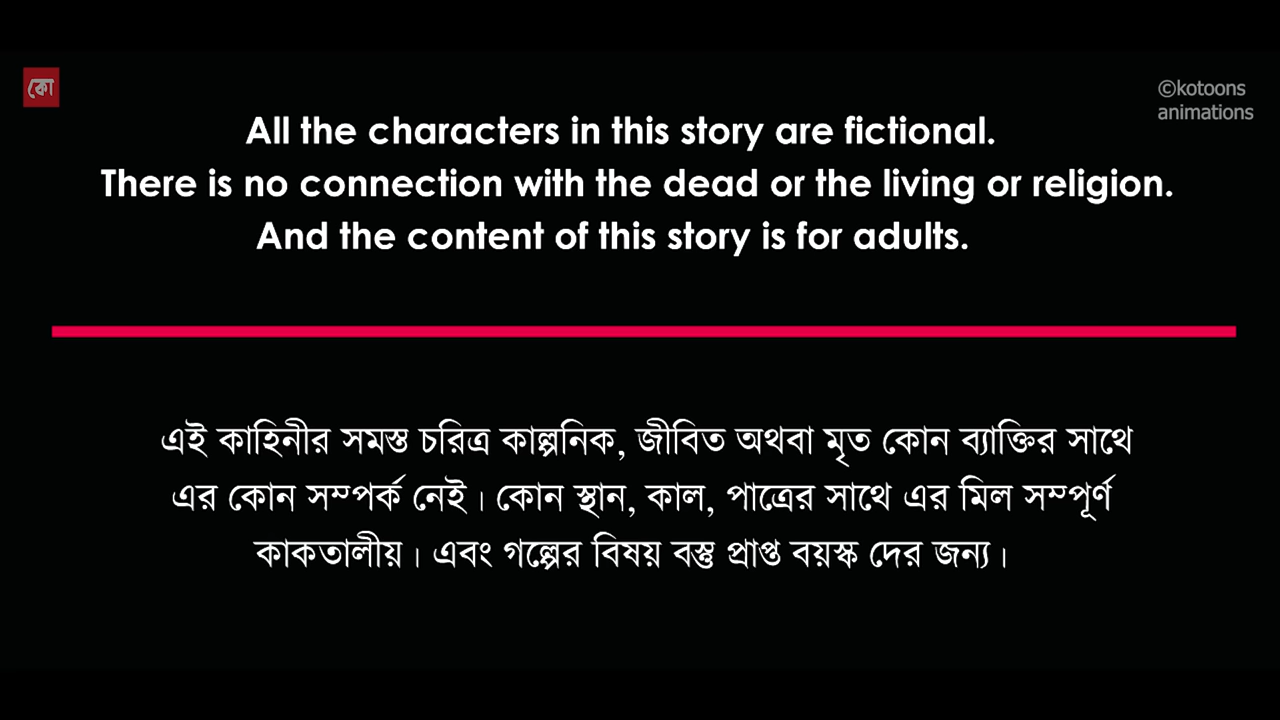 কো
©kotoons
animations
All the characters in this story are fictional.
There is no connection with the dead or the living or religion.
And the content of this story is for adults.
এই কাহিনীর সমস্ত চরিত্র কাল্পনিক, জীবিত অথবা মৃত কোন ব্যাক্তির সাথে
এর কোন সম্পর্ক নেই। কোন স্থান, কাল, পাত্রের সাথে এর মিল সম্পূর্ণ
কাকতালীয়। এবং গল্পের বিষয় বস্তু প্রাপ্ত বয়স্ক দের জন্য।